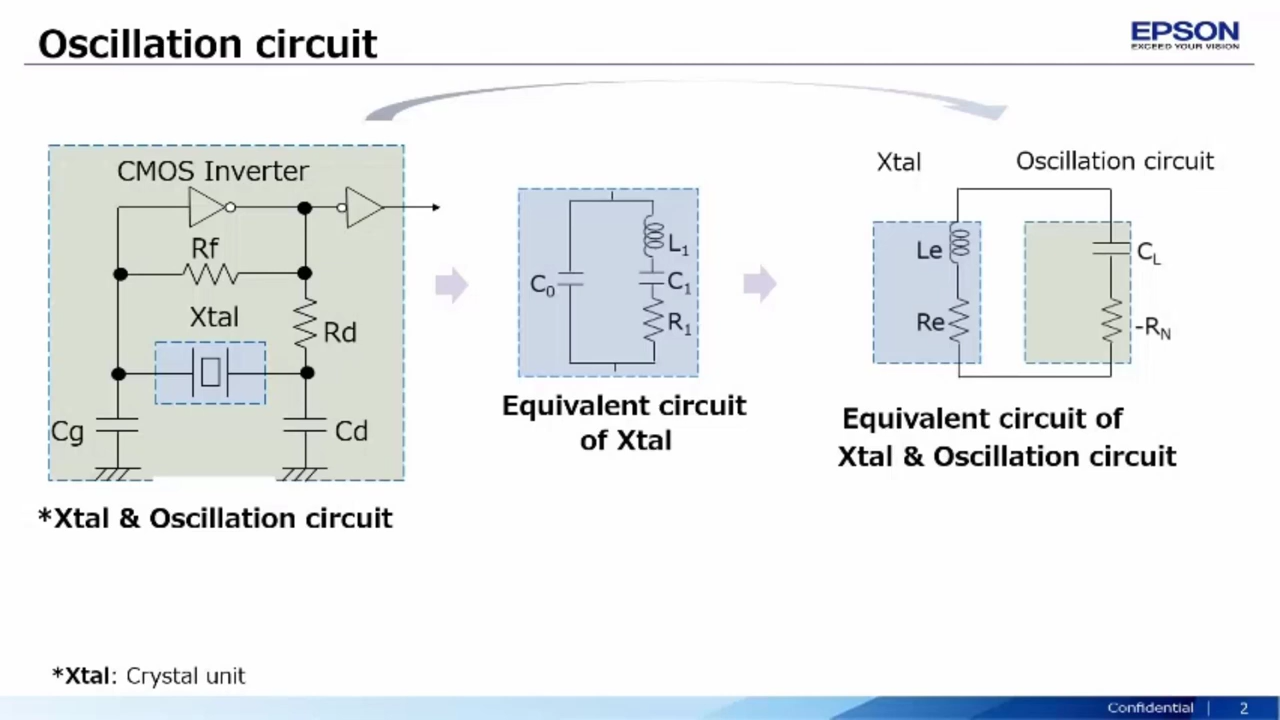 Oscillation circuit
EPSON
EXCEED YOUR VISION
CMOS Inverter
Rf
Xtal
Rd
Cg
Cd
*Xtal & Oscillation circuit
C₀
L₁
C₁
R₁
Equivalent circuit
of Xtal
Xtal
Oscillation circuit
Le
Re
C_L
-R_N
Equivalent circuit of
Xtal & Oscillation circuit
*Xtal: Crystal unit
Confidential | 2